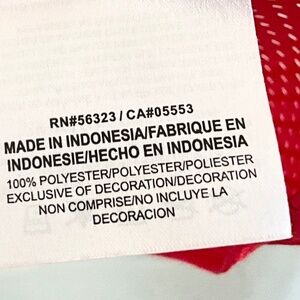 RN#56323 / CA#05553
MADE IN INDONESIA/FABRIQUE EN
INDONESIE/HECHO EN INDONESIA
100% POLYESTER/POLYESTER/POLIESTER
EXCLUSIVE OF DECORATION/DECORATION
NON COMPRISE/NO INCLUYE LA
DECORACION